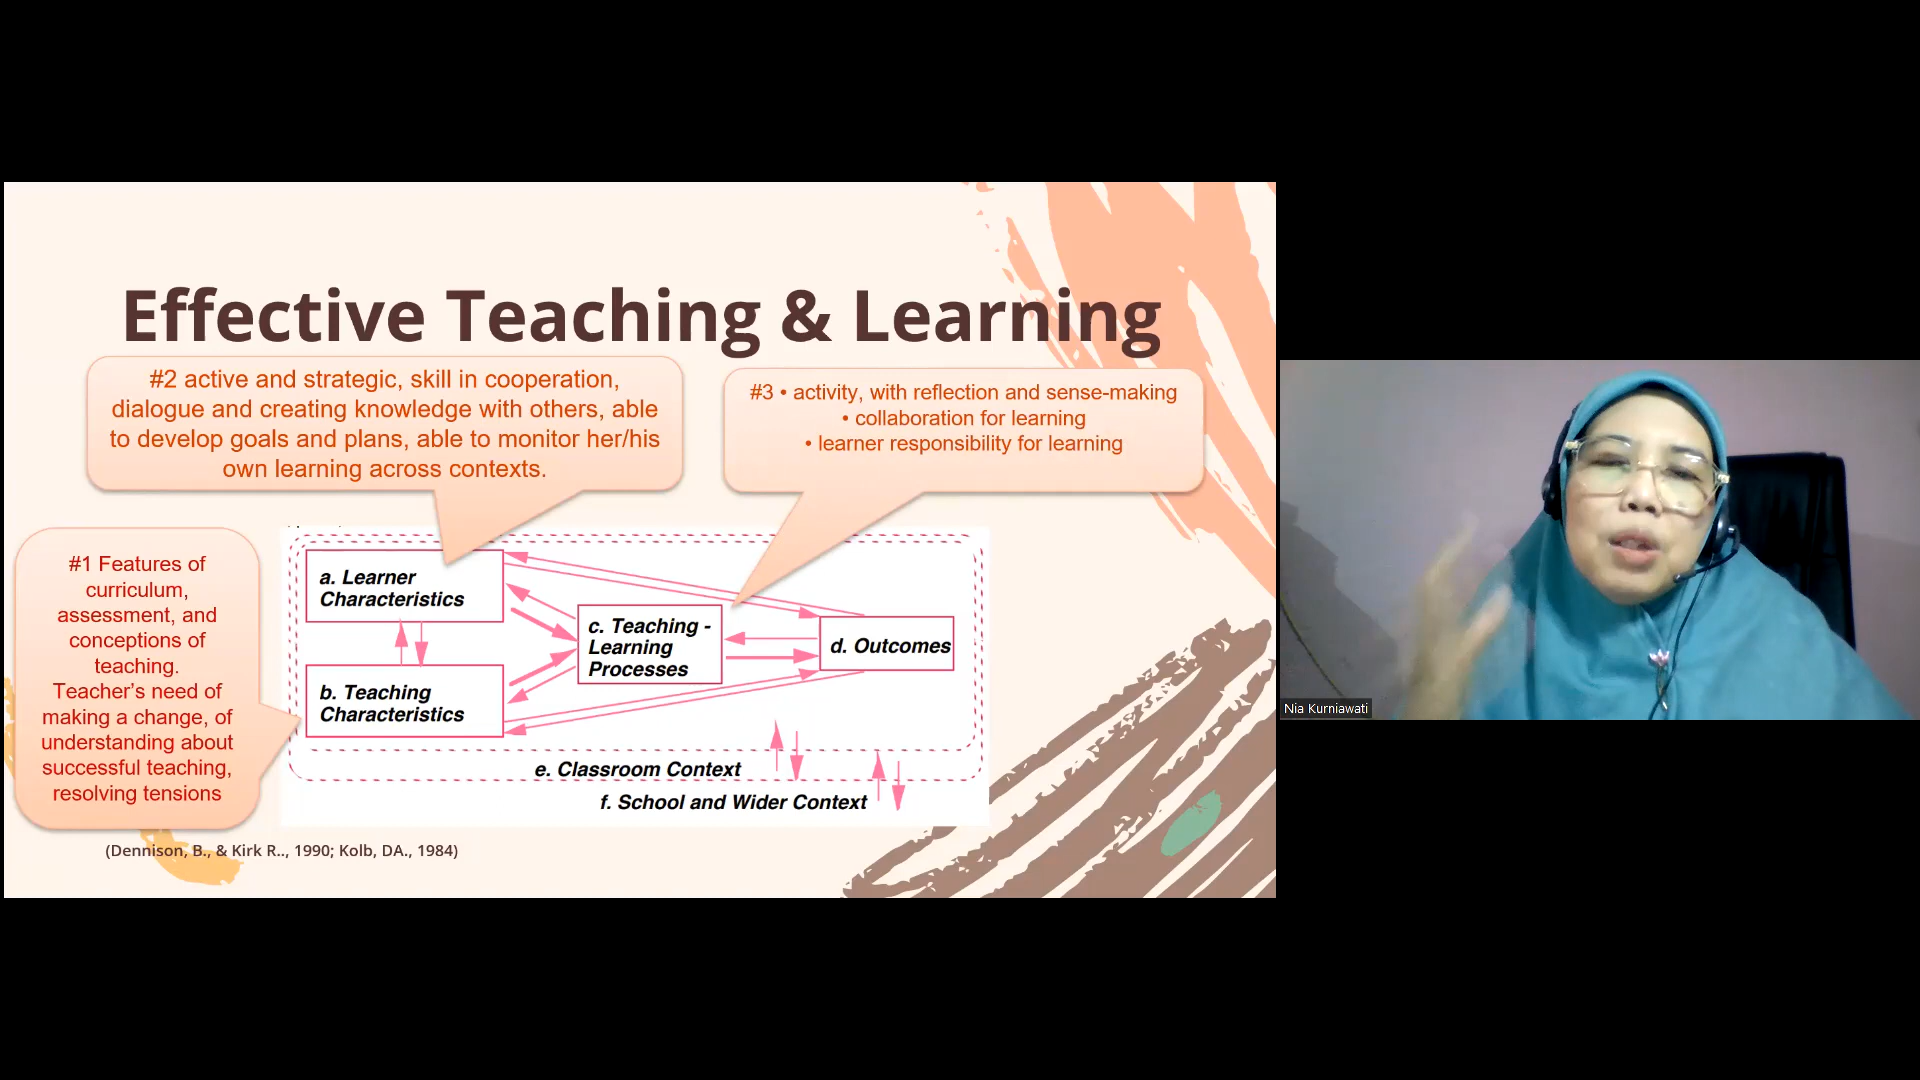 Effective Teaching & Learning
#2 active and strategic, skill in cooperation,
dialogue and creating knowledge with others, able
to develop goals and plans, able to monitor her/his
own learning across contexts.
#3 • activity, with reflection and sense-making
• collaboration for learning
• learner responsibility for learning
#1 Features of
curriculum,
assessment, and
conceptions of
teaching.
Teacher’s need of
making a change, of
understanding about
successful teaching,
resolving tensions
a. Learner
Characteristics
b. Teaching
Characteristics
c. Teaching -
Learning
Processes
d. Outcomes
e. Classroom Context
f. School and Wider Context
(Dennison, B., & Kirk R.., 1990; Kolb, DA., 1984)
Nia Kurniawati